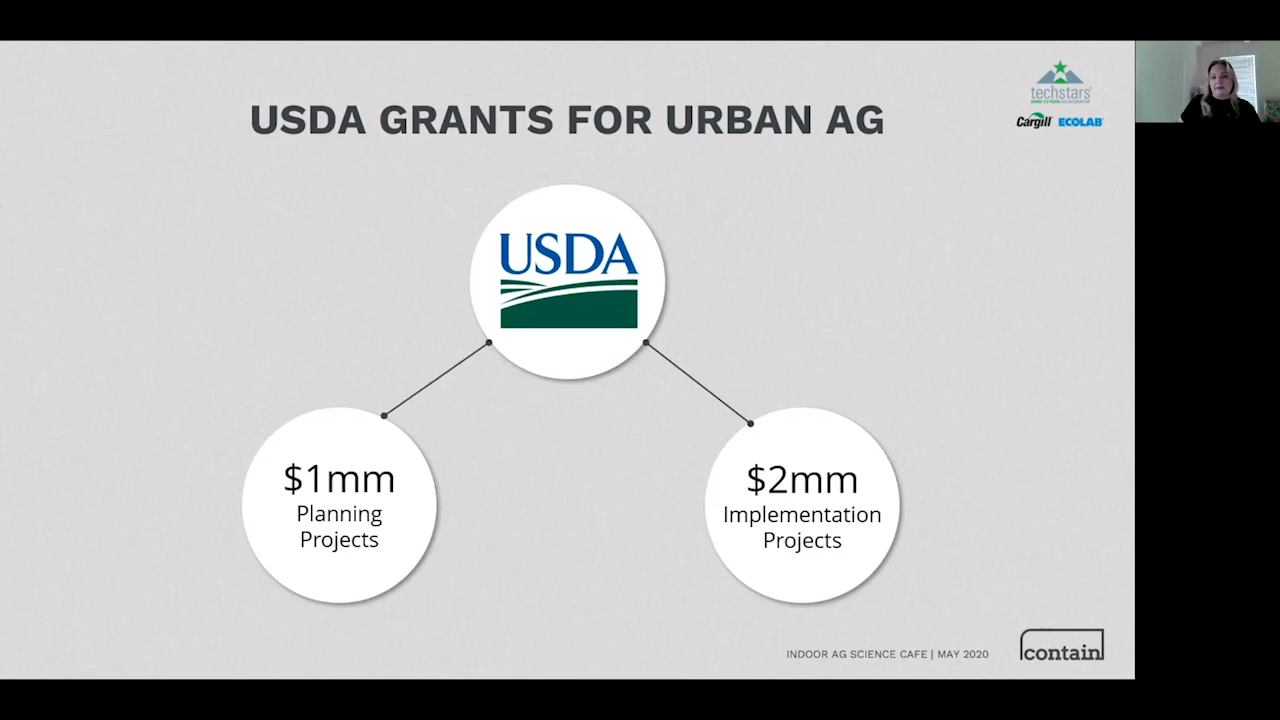 USDA GRANTS FOR URBAN AG
techstars
Cargill ECOLAB
USDA
$1mm
Planning
Projects
$2mm
Implementation
Projects
INDOOR AG SCIENCE CAFE | MAY 2020
contain